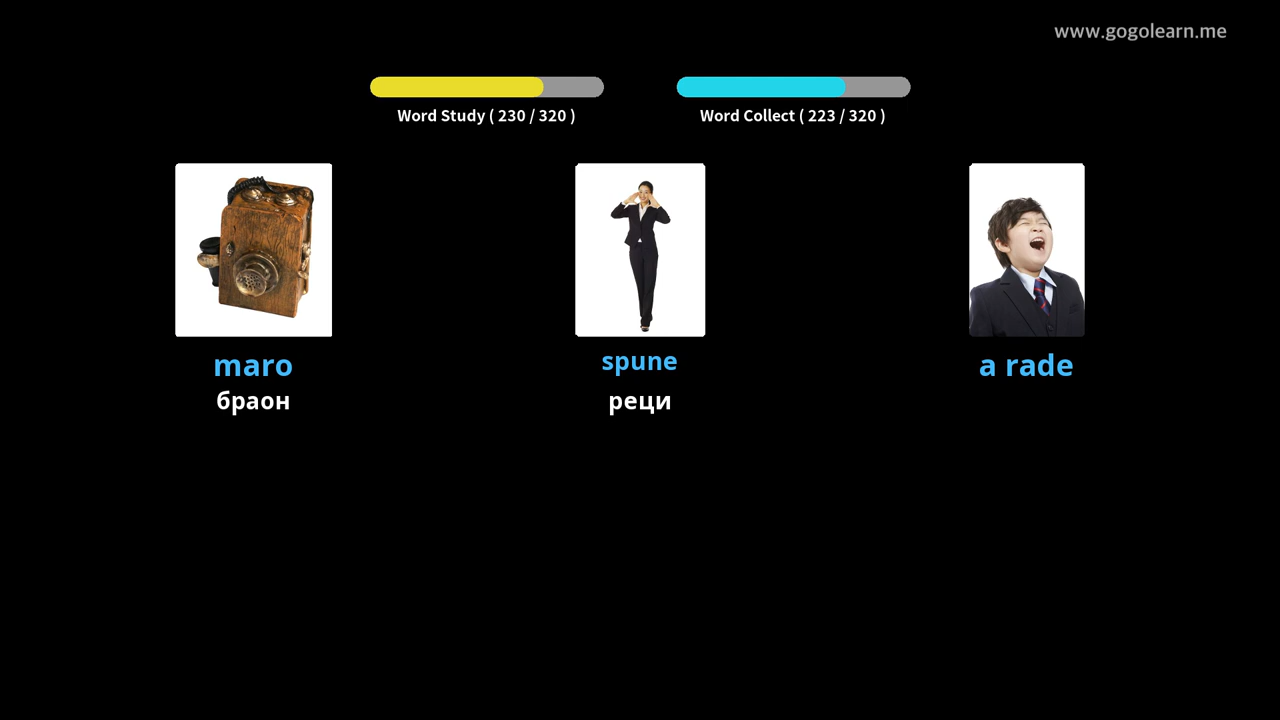 www.gogolearn.me
Word Study ( 230 / 320 )
Word Collect ( 223 / 320 )
maro
spune
a rade
браон
реци